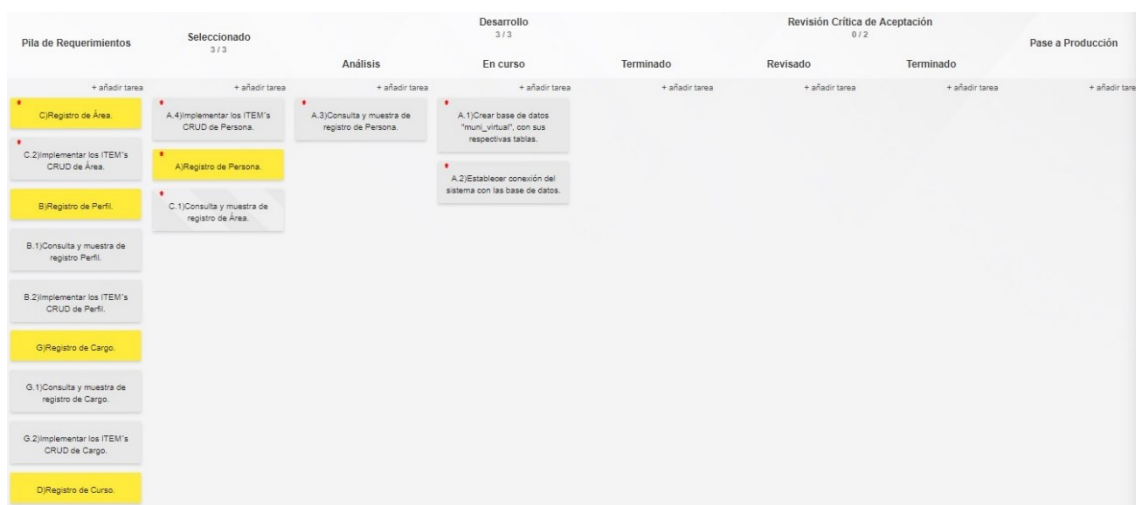 Pila de Requerimientos
Seleccionado
3 / 3
Desarrollo
3 / 3
Análisis
En curso
Terminado
Revisión Crítica de Aceptación
0 / 2
Revisado
Terminado
Pase a Producción
+ añadir tarea
+ añadir tarea
+ añadir tarea
+ añadir tarea
+ añadir tarea
+ añadir tarea
+ añadir tarea
+ añadir tare
C)Registro de Área.
C.2)Implementar los ITEM's
CRUD de Área.
B)Registro de Perfil.
B.1)Consulta y muestra de
registro Perfil.
B.2)Implementar los ITEM's
CRUD de Perfil.
G)Registro de Cargo.
G.1)Consulta y muestra de
registro de Cargo.
G.2)Implementar los ITEM's
CRUD de Cargo.
D)Registro de Curso.
A.4)Implementar los ITEM's
CRUD de Persona.
A)Registro de Persona.
C.1)Consulta y muestra de
registro de Área.
A.3)Consulta y muestra de
registro de Persona.
A.1)Crear base de datos
"muni_virtual", con sus
respectivas tablas.
A.2)Establecer conexión del
sistema con las base de datos.